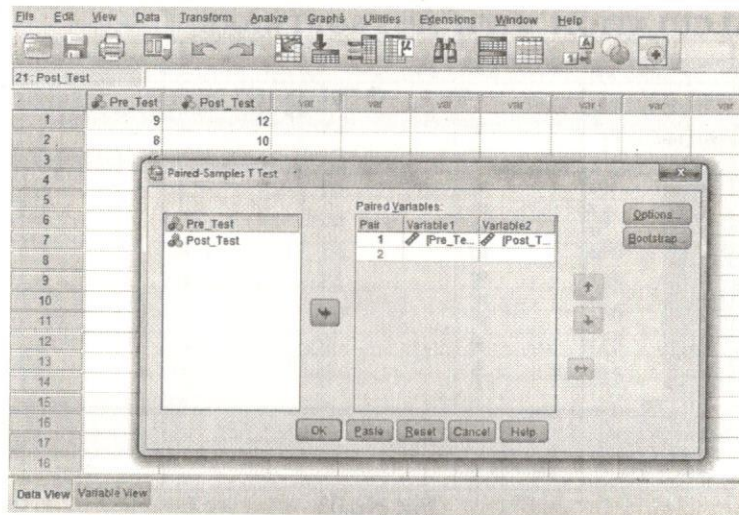 File Edit View Data Transform Analyze Graphs Utilities Extensions Window Help
21 : Post_Test
Pre_Test Post_Test var var var var var var var
1 9 12
2 8 10
3
4
5
6
7
8
9
10
11
12
13
14
15
16
17
18
Paired-Samples T Test
Pre_Test
Post_Test
Paired Variables:
Pair Variable1 Variable2
1 [Pre_Te... [Post_T...
2
Options...
Bootstrap...
OK Paste Reset Cancel Help
Data View Variable View